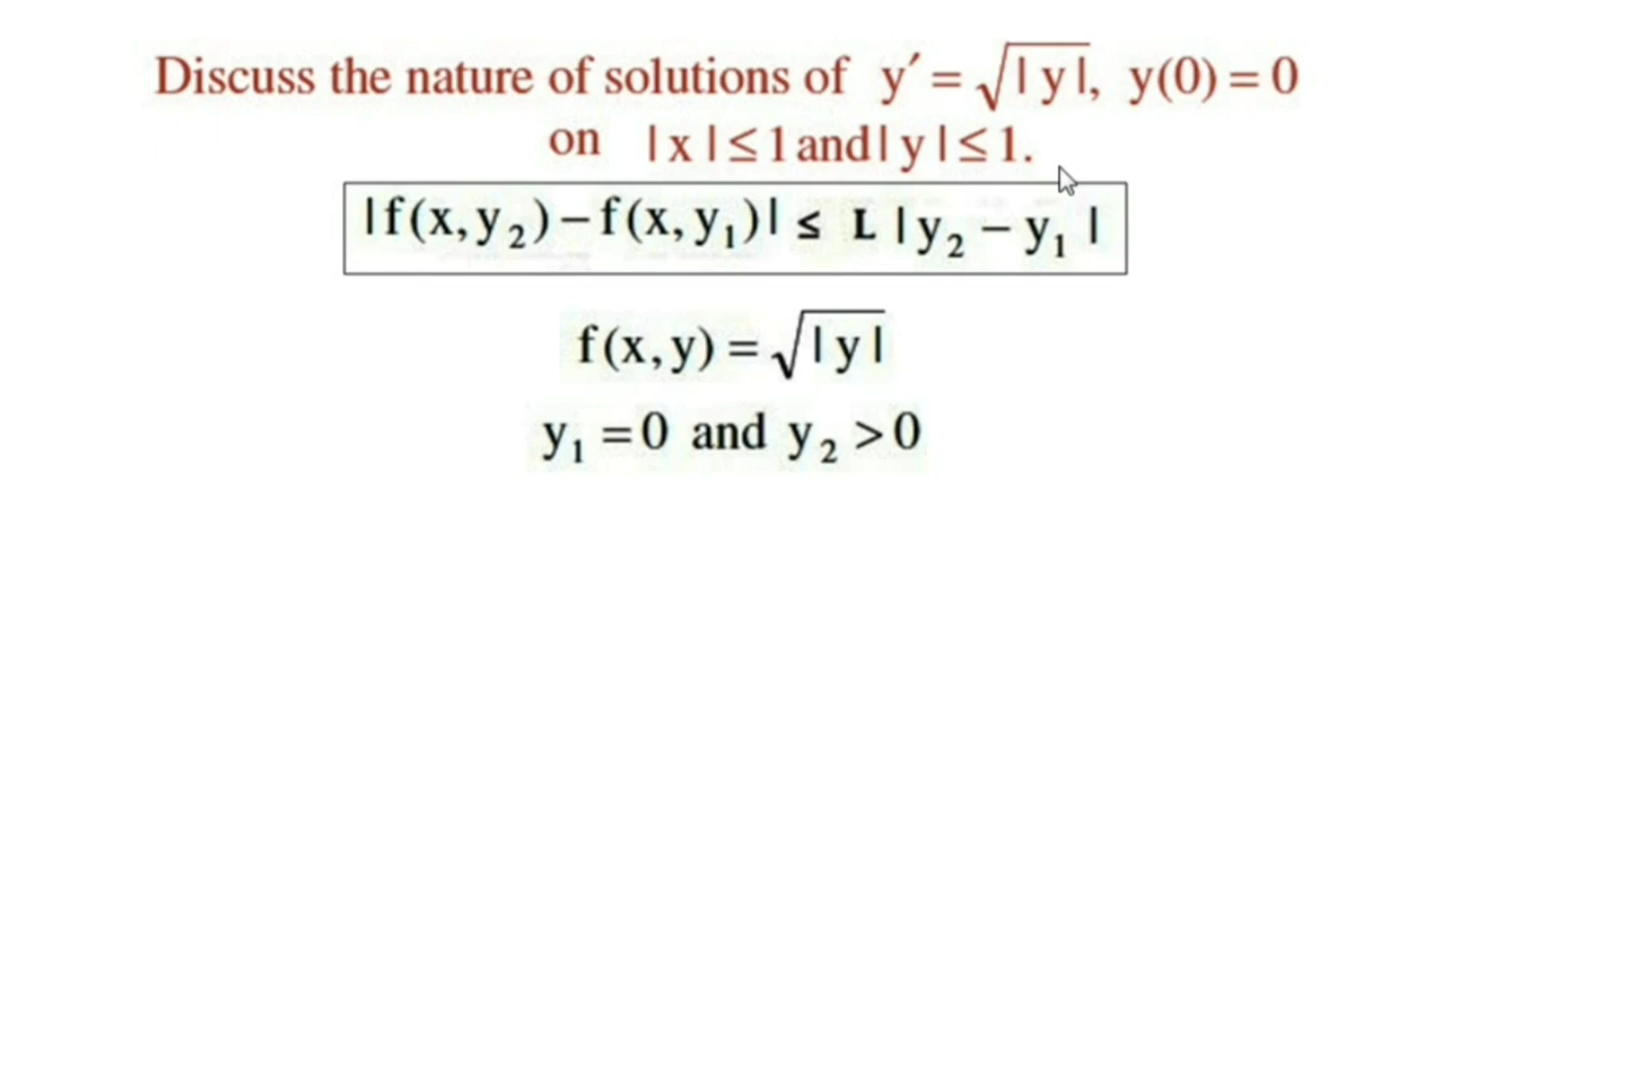 Discuss the nature of solutions of y′ = √|y|, y(0) = 0
on |x| ≤ 1 and |y| ≤ 1.
|f(x,y₂) − f(x,y₁)| ≤ L |y₂ − y₁|
f(x,y) = √|y|
y₁ = 0 and y₂ > 0